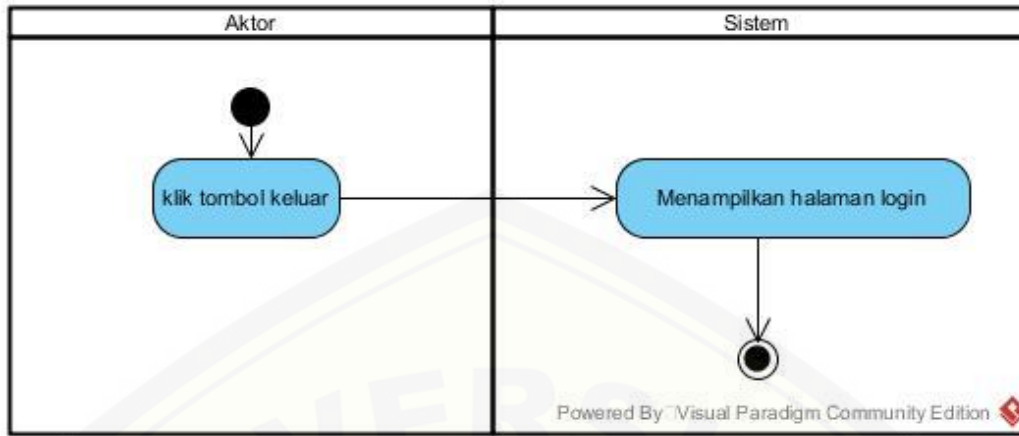 Aktor
Sistem
klik tombol keluar
Menampilkan halaman login
Powered By Visual Paradigm Community Edition